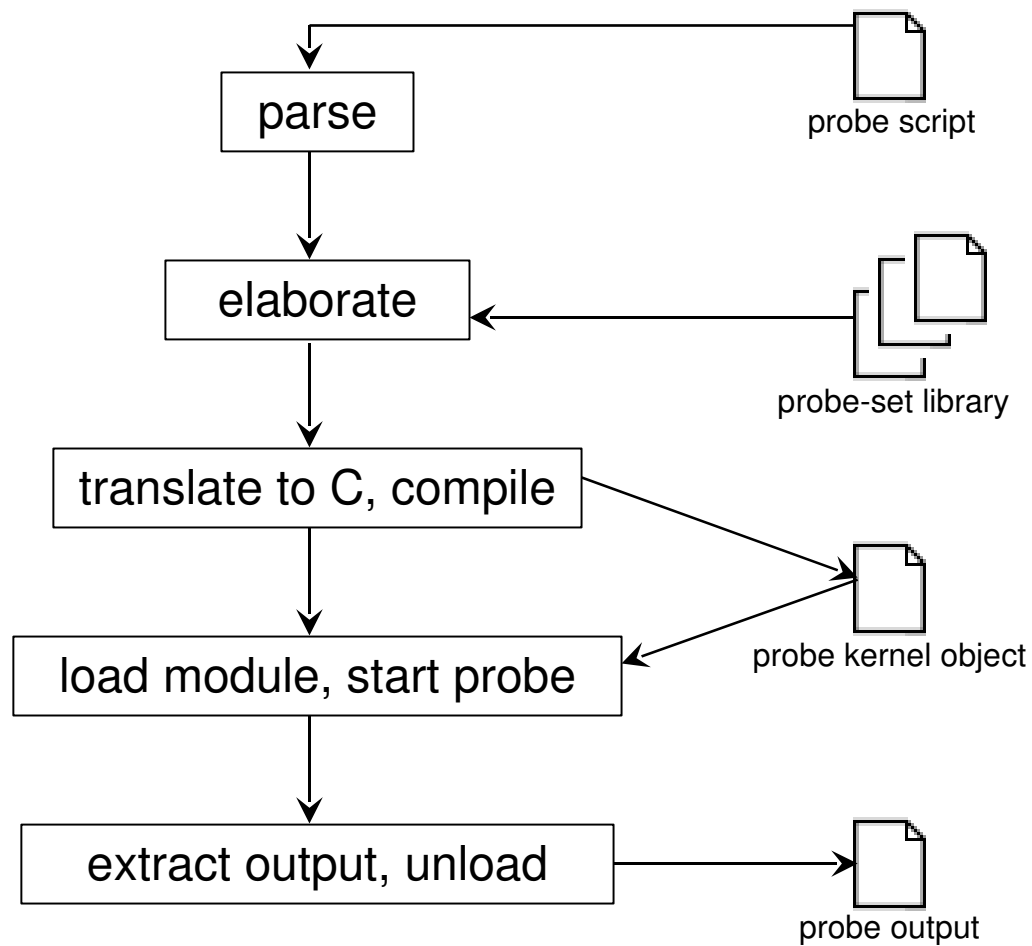 parse
probe script
elaborate
probe-set library
translate to C, compile
probe kernel object
load module, start probe
extract output, unload
probe output